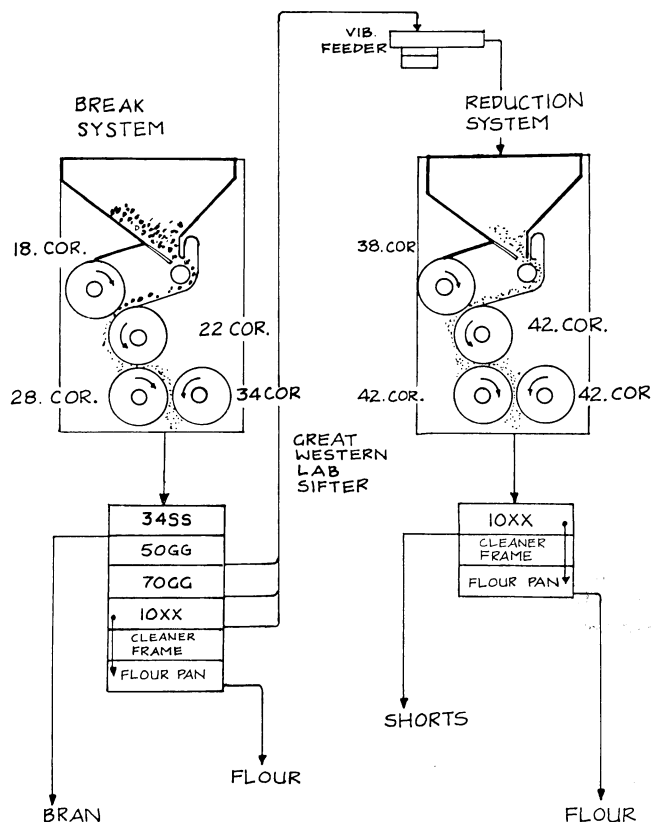 VIB.
FEEDER
BREAK
SYSTEM
REDUCTION
SYSTEM
18. COR.
22 COR.
28. COR.
34 COR
38. COR
42. COR.
42. COR.
42. COR
GREAT
WESTERN
LAB
SIFTER
34SS
50GG
70GG
10XX
CLEANER
FRAME
FLOUR PAN
10XX
CLEANER
FRAME
FLOUR PAN
SHORTS
FLOUR
BRAN
FLOUR